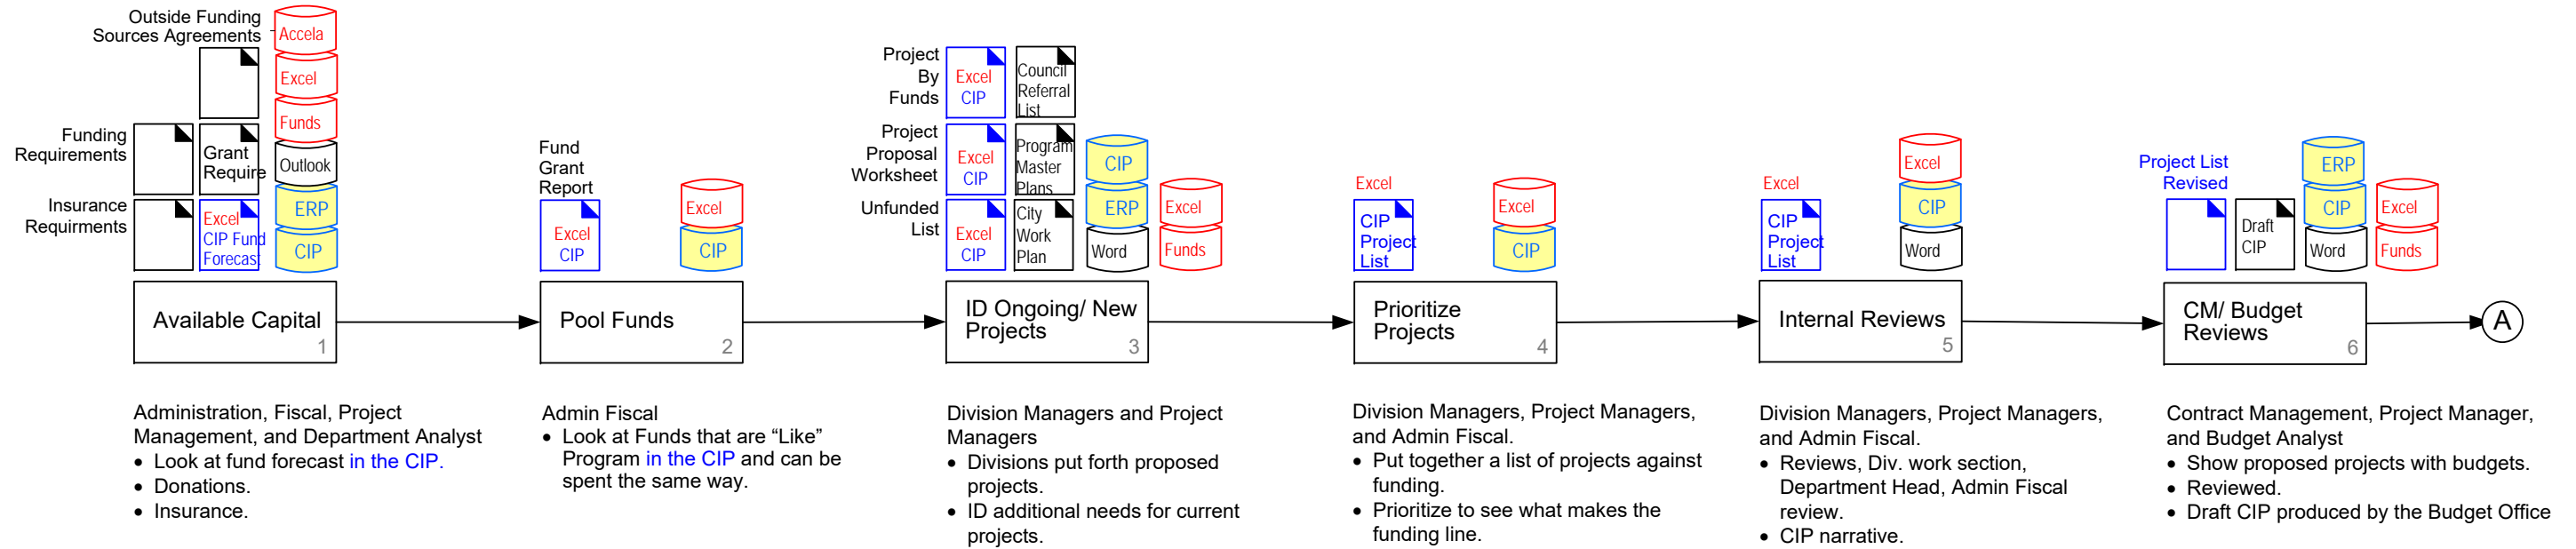 Outside Funding
Sources Agreements
Accela
Excel
Funds
Outlook
ERP
CIP
Funding
Requirements
Grant
Require
Insurance
Requirments
Excel
CIP Fund
Forecast
Available Capital
1
Administration, Fiscal, Project
Management, and Department Analyst
• Look at fund forecast in the CIP.
• Donations.
• Insurance.
Fund
Grant
Report
Excel
CIP
Excel
CIP
Pool Funds
2
Admin Fiscal
• Look at Funds that are “Like”
Program in the CIP and can be
spent the same way.
Project
By
Funds
Excel
CIP
Council
Referral
List
Project
Proposal
Worksheet
Excel
CIP
Program
Master
Plans
Unfunded
List
Excel
CIP
City
Work
Plan
CIP
ERP
Word
Excel
Funds
ID Ongoing/ New
Projects
3
Division Managers and Project
Managers
• Divisions put forth proposed
projects.
• ID additional needs for current
projects.
Excel
CIP
Project
List
Excel
CIP
Prioritize
Projects
4
Division Managers, Project Managers,
and Admin Fiscal.
• Put together a list of projects against
funding.
• Prioritize to see what makes the
funding line.
Excel
CIP
Project
List
Excel
CIP
Word
Internal Reviews
5
Division Managers, Project Managers,
and Admin Fiscal.
• Reviews, Div. work section,
Department Head, Admin Fiscal
review.
• CIP narrative.
Project List
Revised
Draft
CIP
ERP
CIP
Word
Excel
Funds
CM/ Budget
Reviews
6
A
Contract Management, Project Manager,
and Budget Analyst
• Show proposed projects with budgets.
• Reviewed.
• Draft CIP produced by the Budget Office